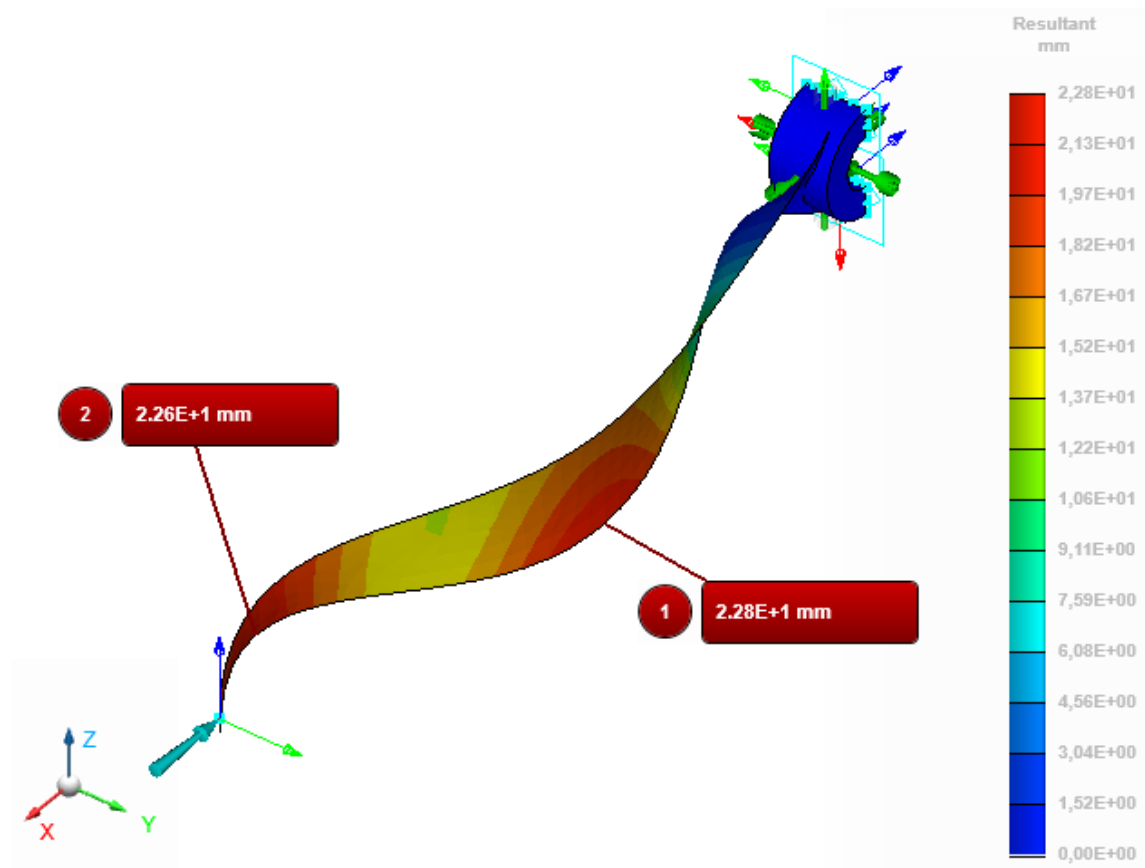 Resultant
mm
2,28E+01
2,13E+01
1,97E+01
1,82E+01
1,67E+01
1,52E+01
1,37E+01
1,22E+01
1,06E+01
9,11E+00
7,59E+00
6,08E+00
4,56E+00
3,04E+00
1,52E+00
0,00E+00
2 2.26E+1 mm
1 2.28E+1 mm
Z
X
Y